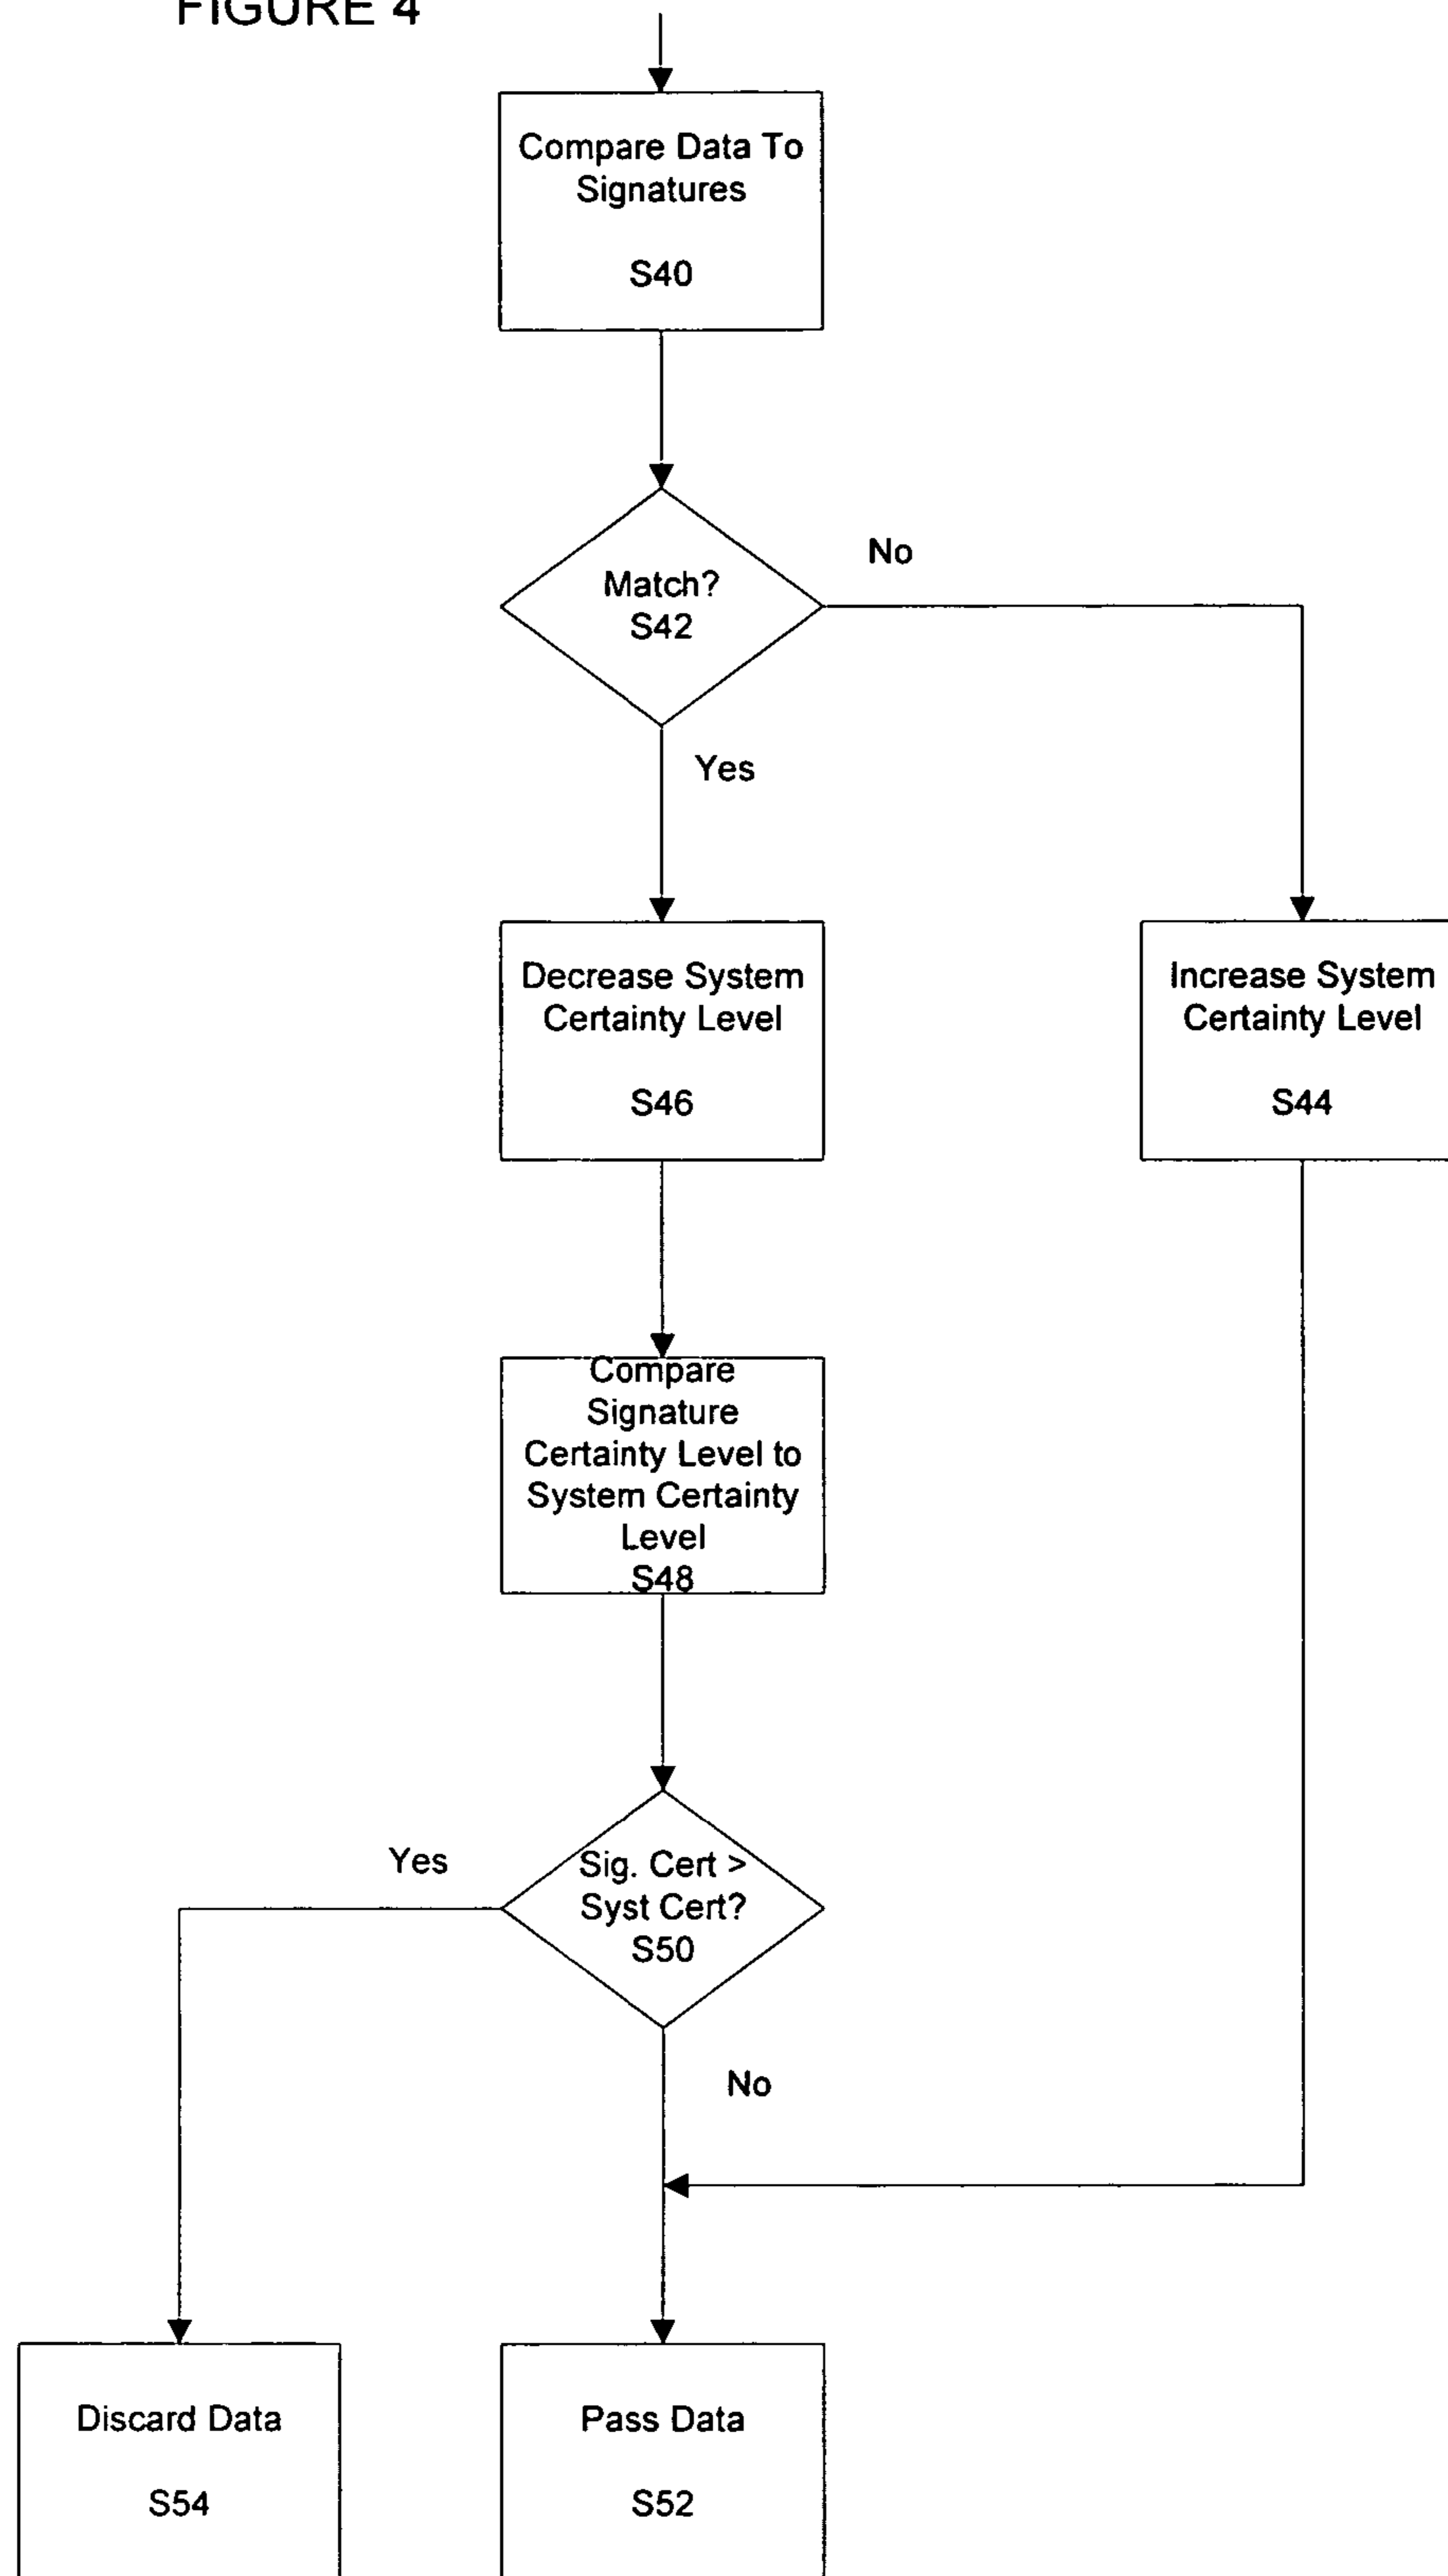 FIGURE 4
Compare Data To
Signatures
S40
No
Match?
S42
Yes
Decrease System
Certainty Level
S46
Increase System
Certainty Level
S44
Compare
Signature
Certainty Level to
System Certainty
Level
S48
Yes
Sig. Cert >
Syst Cert?
S50
No
Discard Data
S54
Pass Data
S52